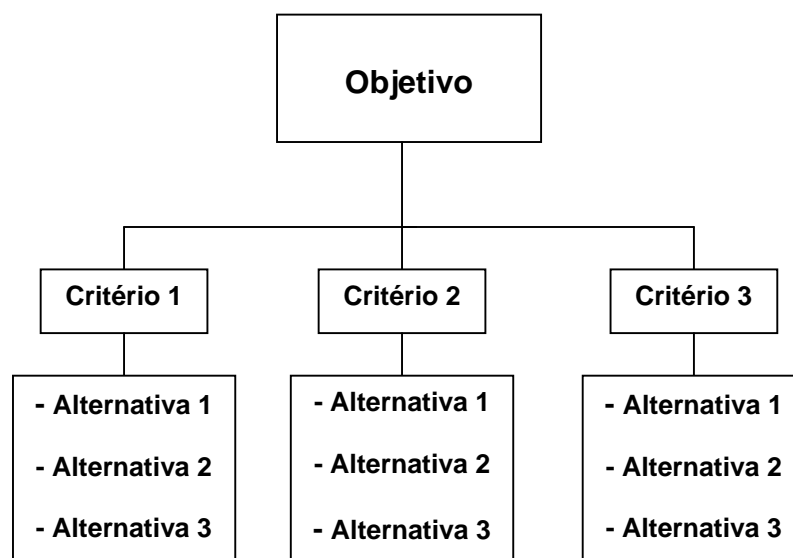 Objetivo
Critério 1
Critério 2
Critério 3
- Alternativa 1
- Alternativa 2
- Alternativa 3
- Alternativa 1
- Alternativa 2
- Alternativa 3
- Alternativa 1
- Alternativa 2
- Alternativa 3